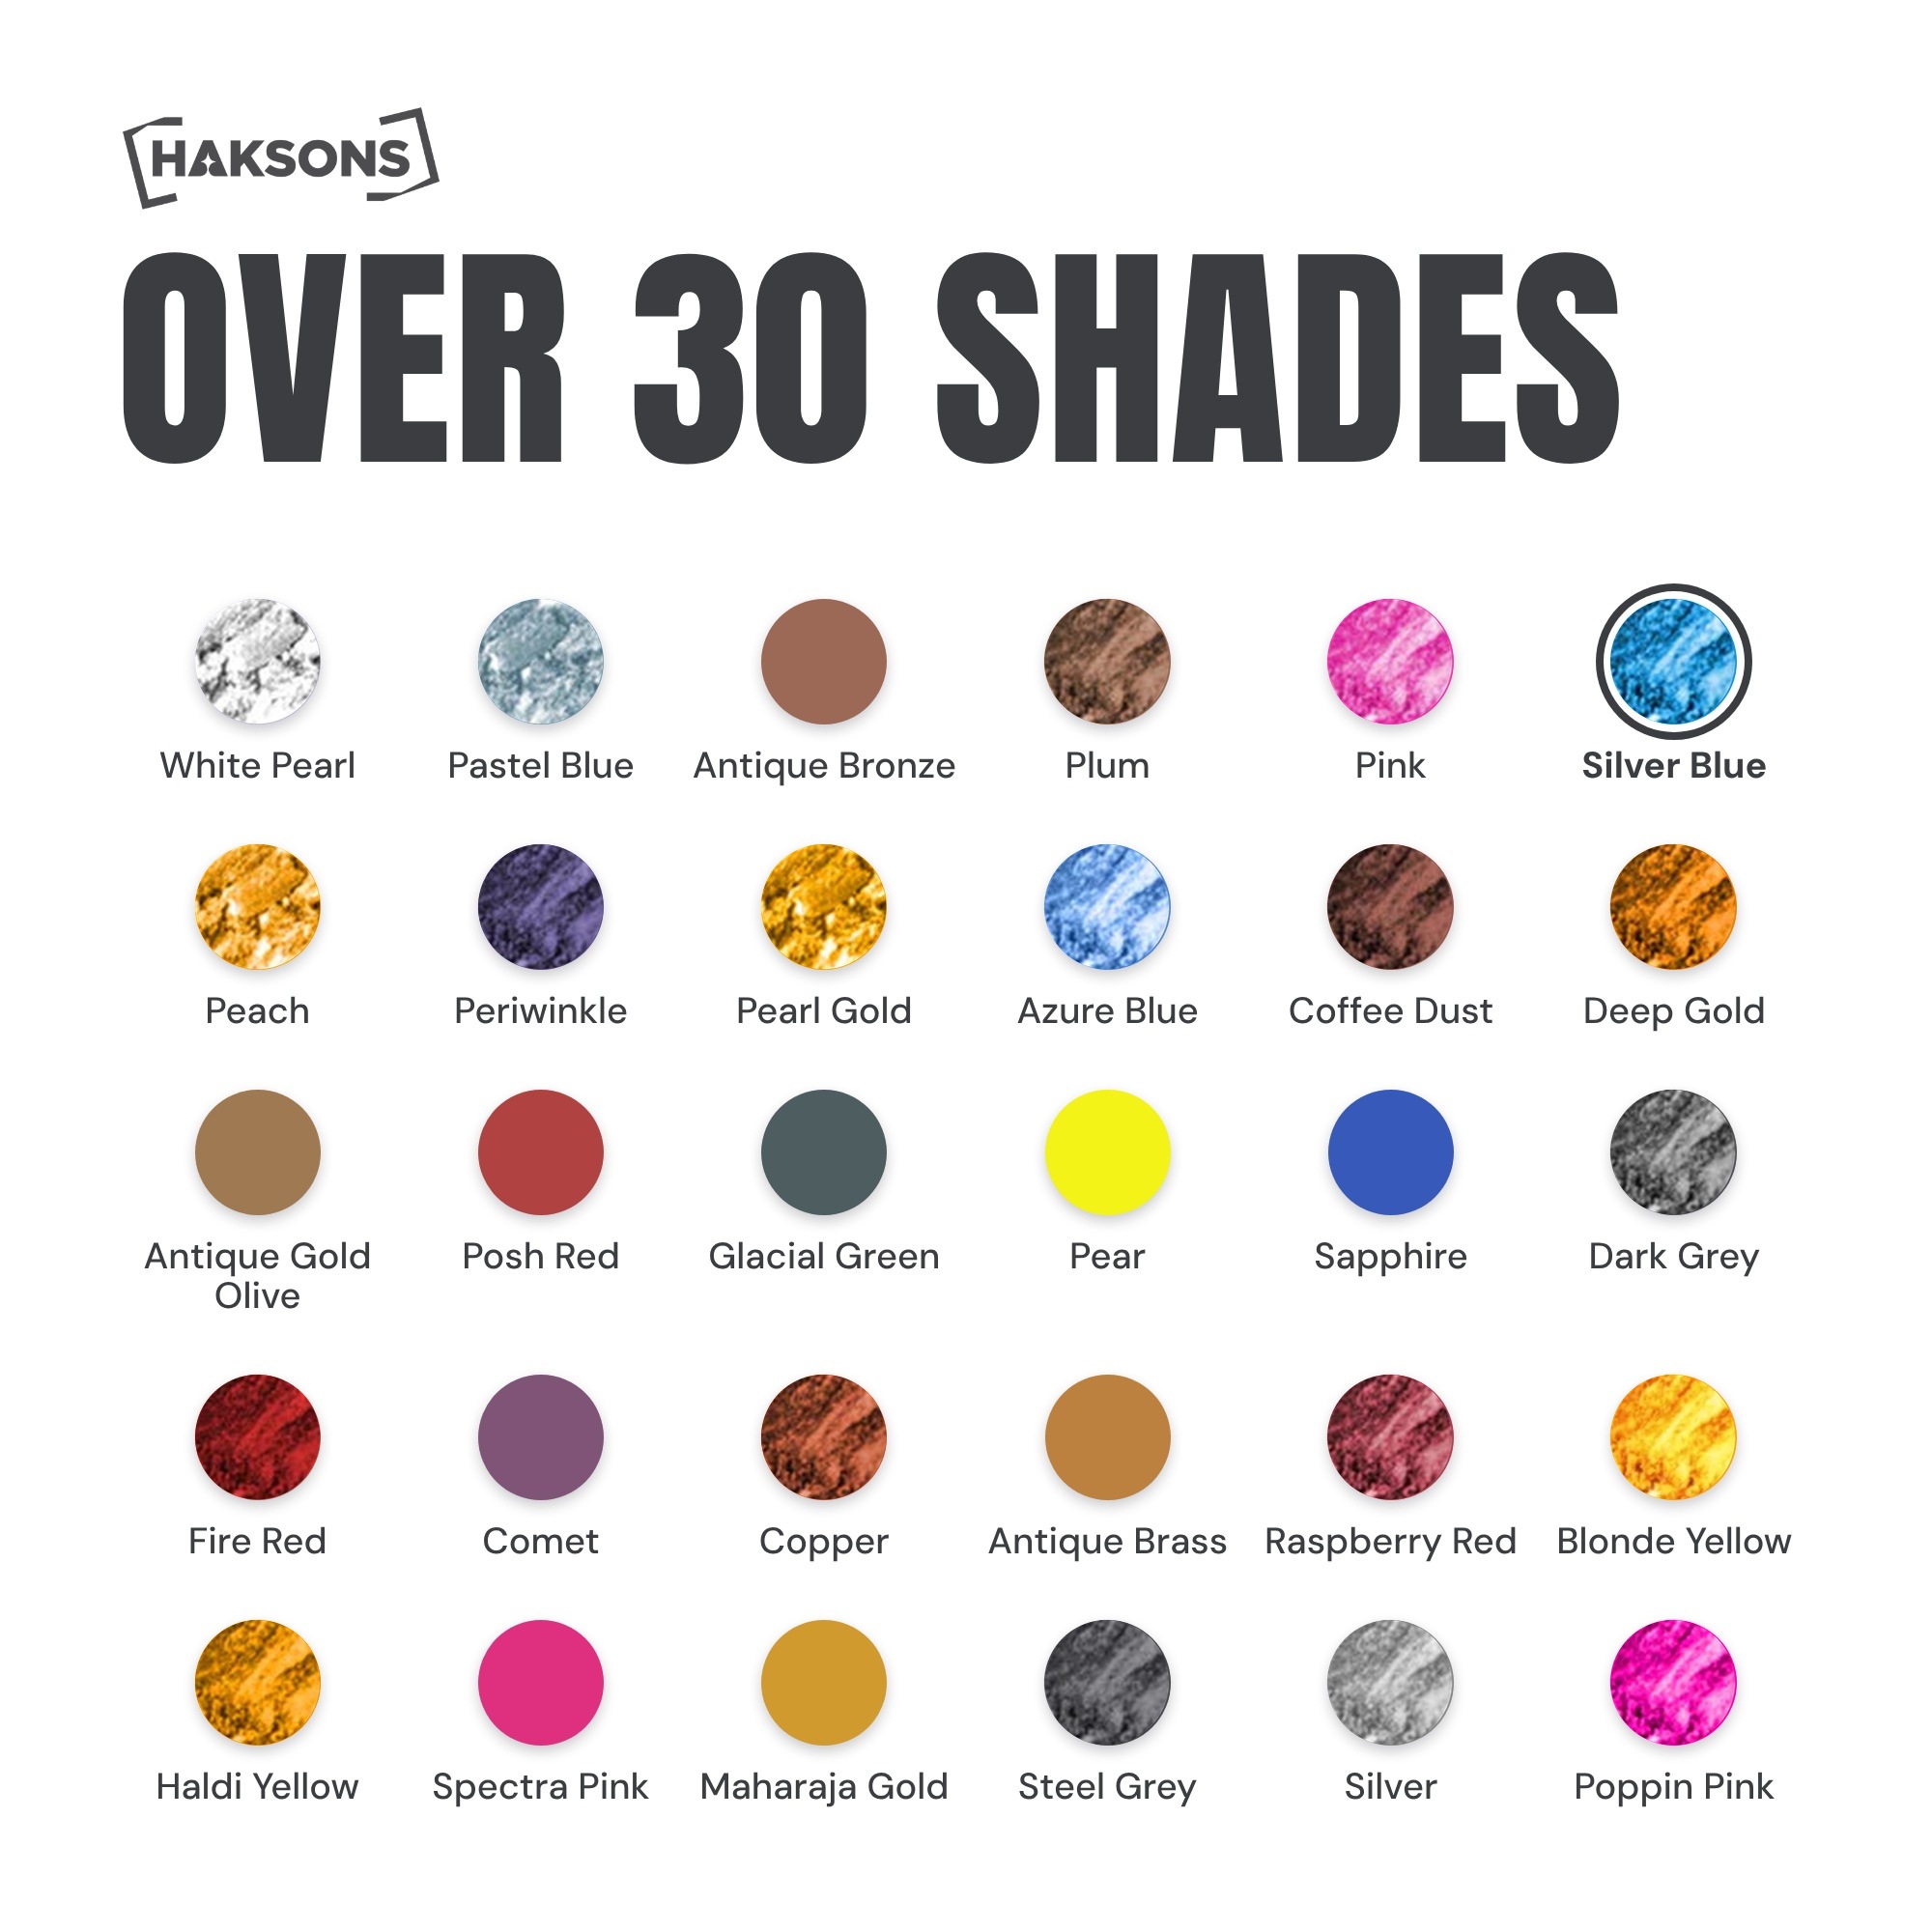 HAKSONS
OVER 30 SHADES
White Pearl
Pastel Blue
Antique Bronze
Plum
Pink
Silver Blue
Peach
Periwinkle
Pearl Gold
Azure Blue
Coffee Dust
Deep Gold
Antique Gold
Olive
Posh Red
Glacial Green
Pear
Sapphire
Dark Grey
Fire Red
Comet
Copper
Antique Brass
Raspberry Red
Blonde Yellow
Haldi Yellow
Spectra Pink
Maharaja Gold
Steel Grey
Silver
Poppin Pink